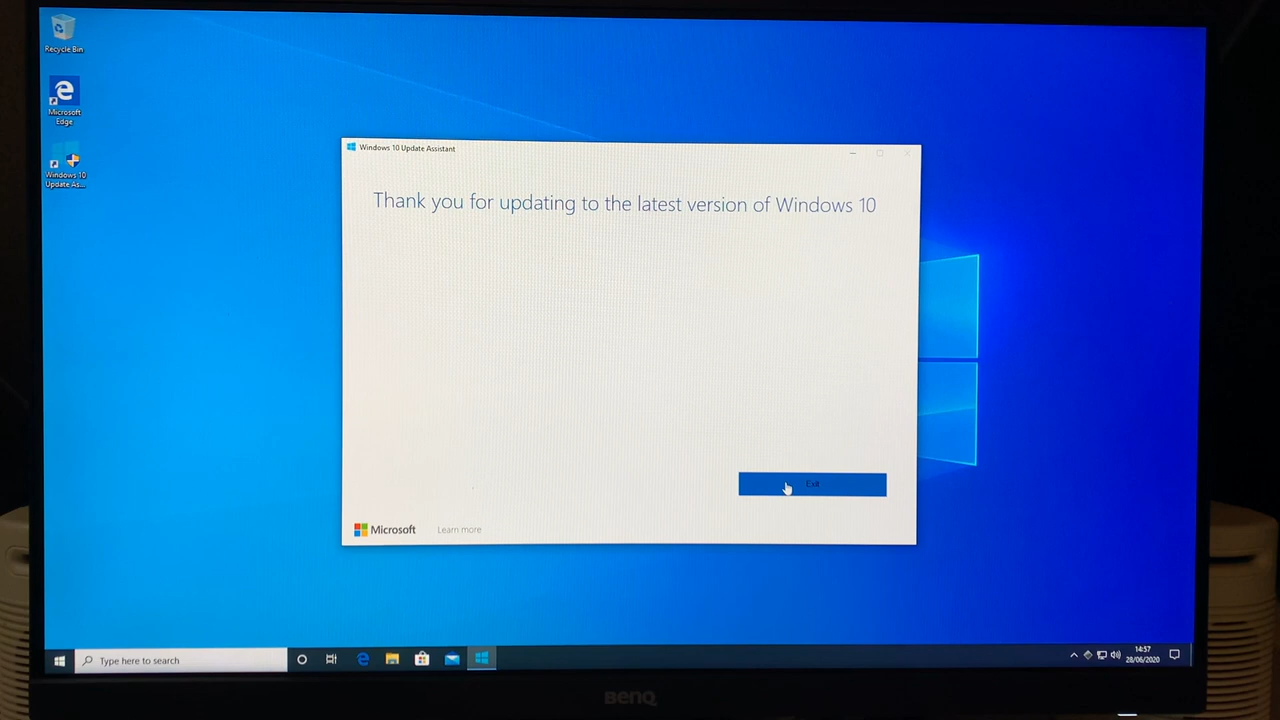 Recycle Bin
Microsoft
Edge
Windows 10
Update As...
Windows 10 Update Assistant
Thank you for updating to the latest version of Windows 10
Exit
Microsoft
Learn more
Type here to search
14:57
28/06/2020
BenQ